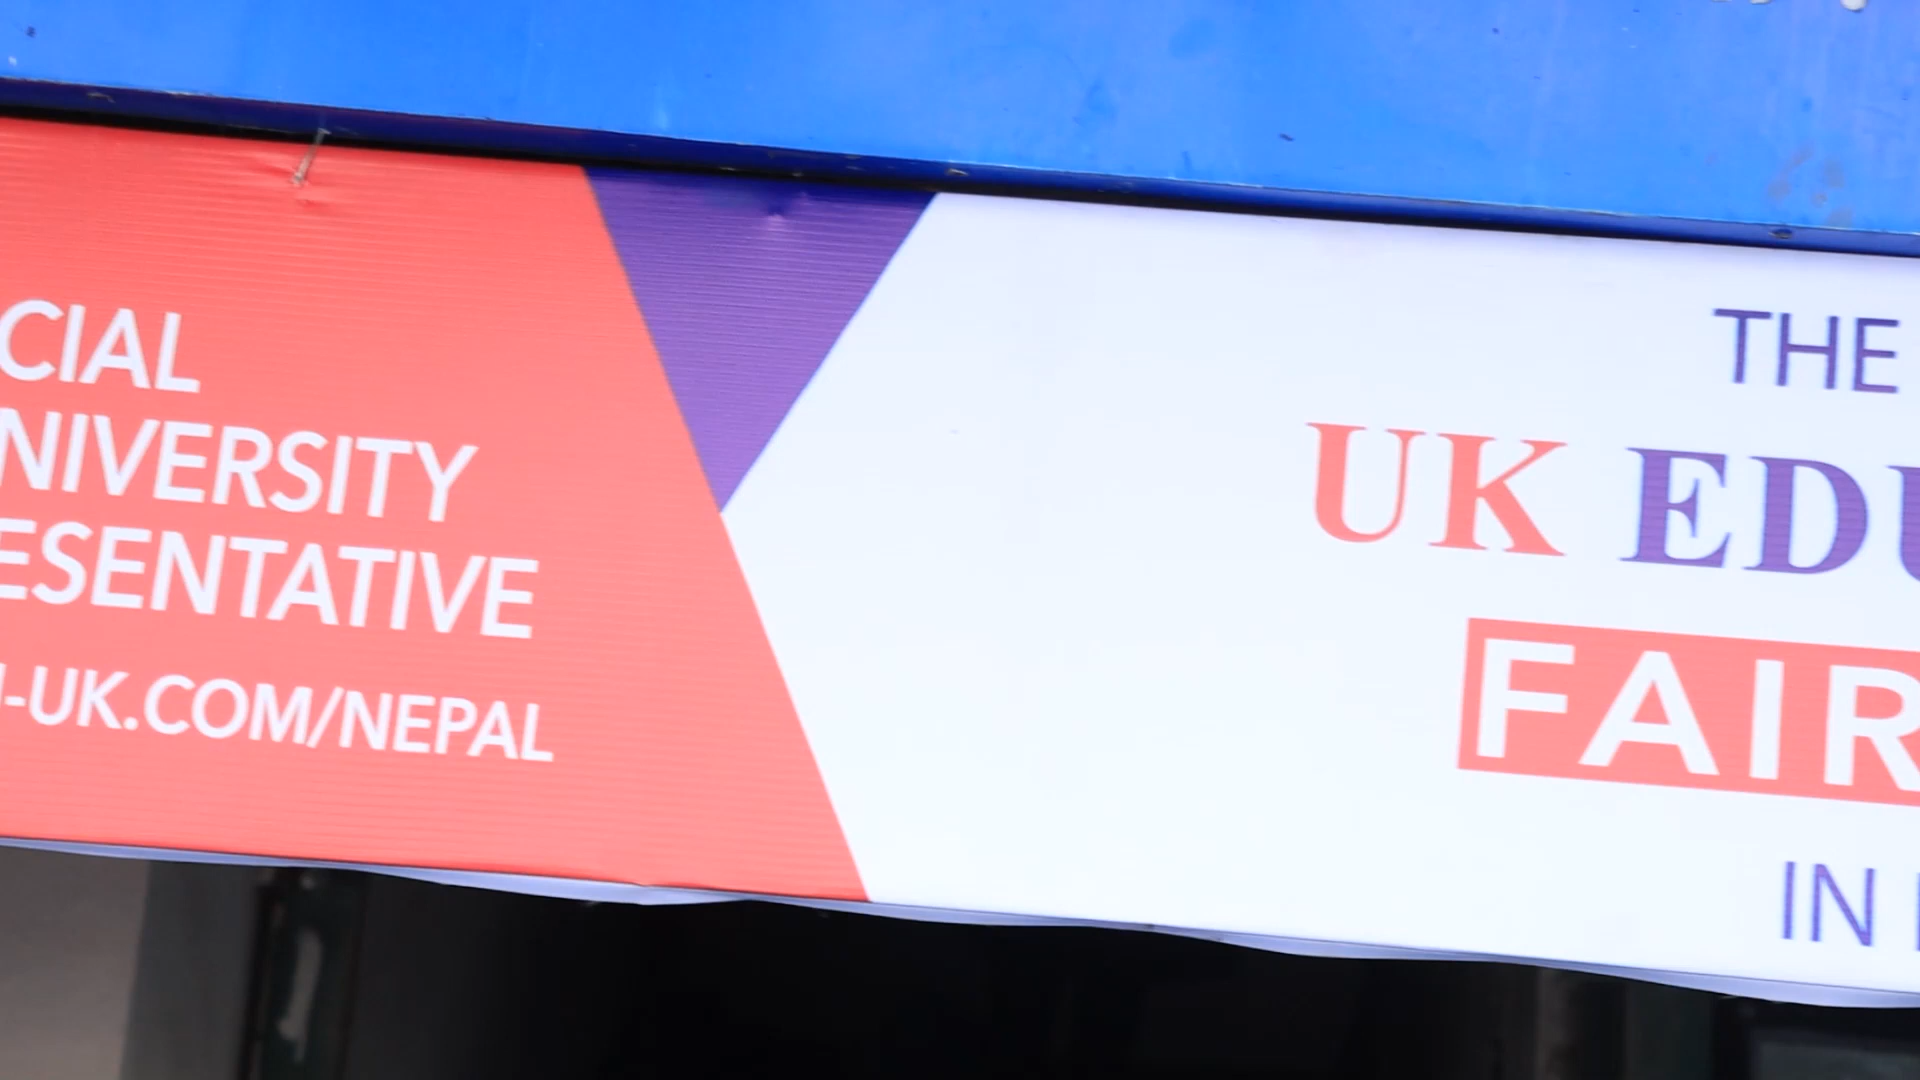 CIAL
NIVERSITY
ESENTATIVE
-UK.COM/NEPAL
THE
UK EDU
FAIR
IN